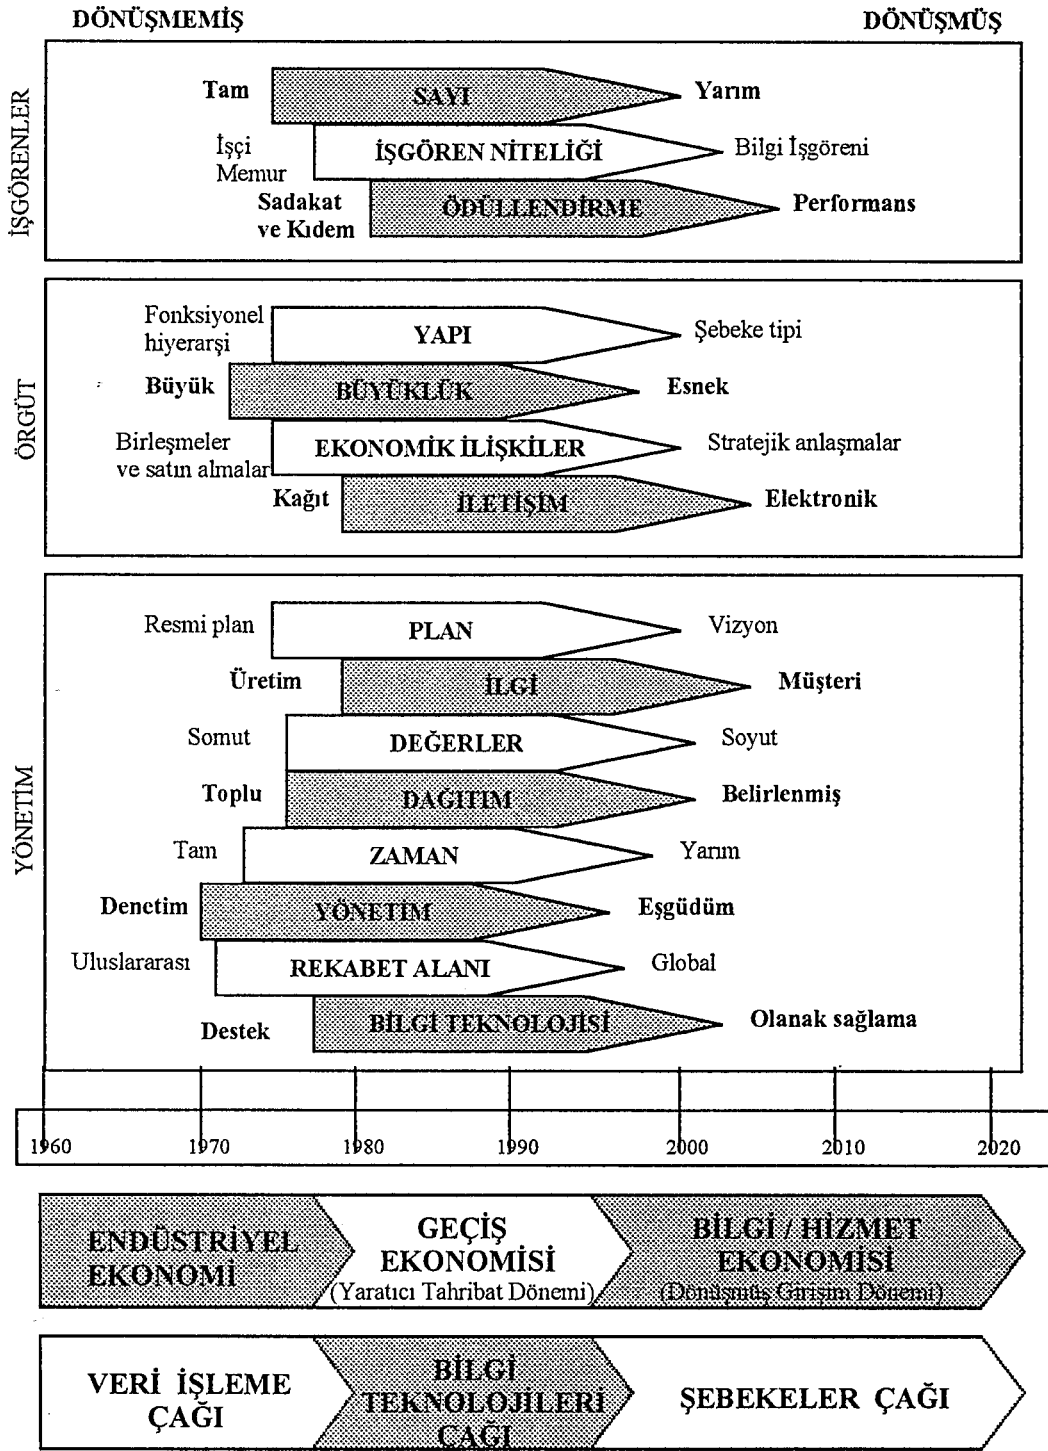 DÖNÜŞMEMİŞ DÖNÜŞMÜŞ
İŞGÖRENLER
Tam SAYI Yarım
İşçi
Memur
İŞGÖREN NİTELİĞİ Bilgi İşgöreni
Sadakat
ve Kıdem
ÖDÜLLENDİRME Performans
ÖRGÜT
Fonksiyonel
hiyerarşi
YAPI Şebeke tipi
Büyük BÜYÜKLÜK Esnek
Birleşmeler
ve satın almalar
EKONOMİK İLİŞKİLER Stratejik anlaşmalar
Kağıt İLETİŞİM Elektronik
YÖNETİM
Resmi plan PLAN Vizyon
Üretim İLGİ Müşteri
Somut DEĞERLER Soyut
Toplu DAĞITIM Belirlenmiş
Tam ZAMAN Yarım
Denetim YÖNETİM Eşgüdüm
Uluslararası REKABET ALANI Global
Destek BİLGİ TEKNOLOJİSİ Olanak sağlama
1960 1970 1980 1990 2000 2010 2020
ENDÜSTRİYEL
EKONOMİ
GEÇİŞ
EKONOMİSİ
(Yaratıcı Tahribat Dönemi)
BİLGİ / HİZMET
EKONOMİSİ
(Dönüşmüş Girişim Dönemi)
VERİ İŞLEME
ÇAĞI
BİLGİ
TEKNOLOJİLERİ
ÇAĞI
ŞEBEKELER ÇAĞI